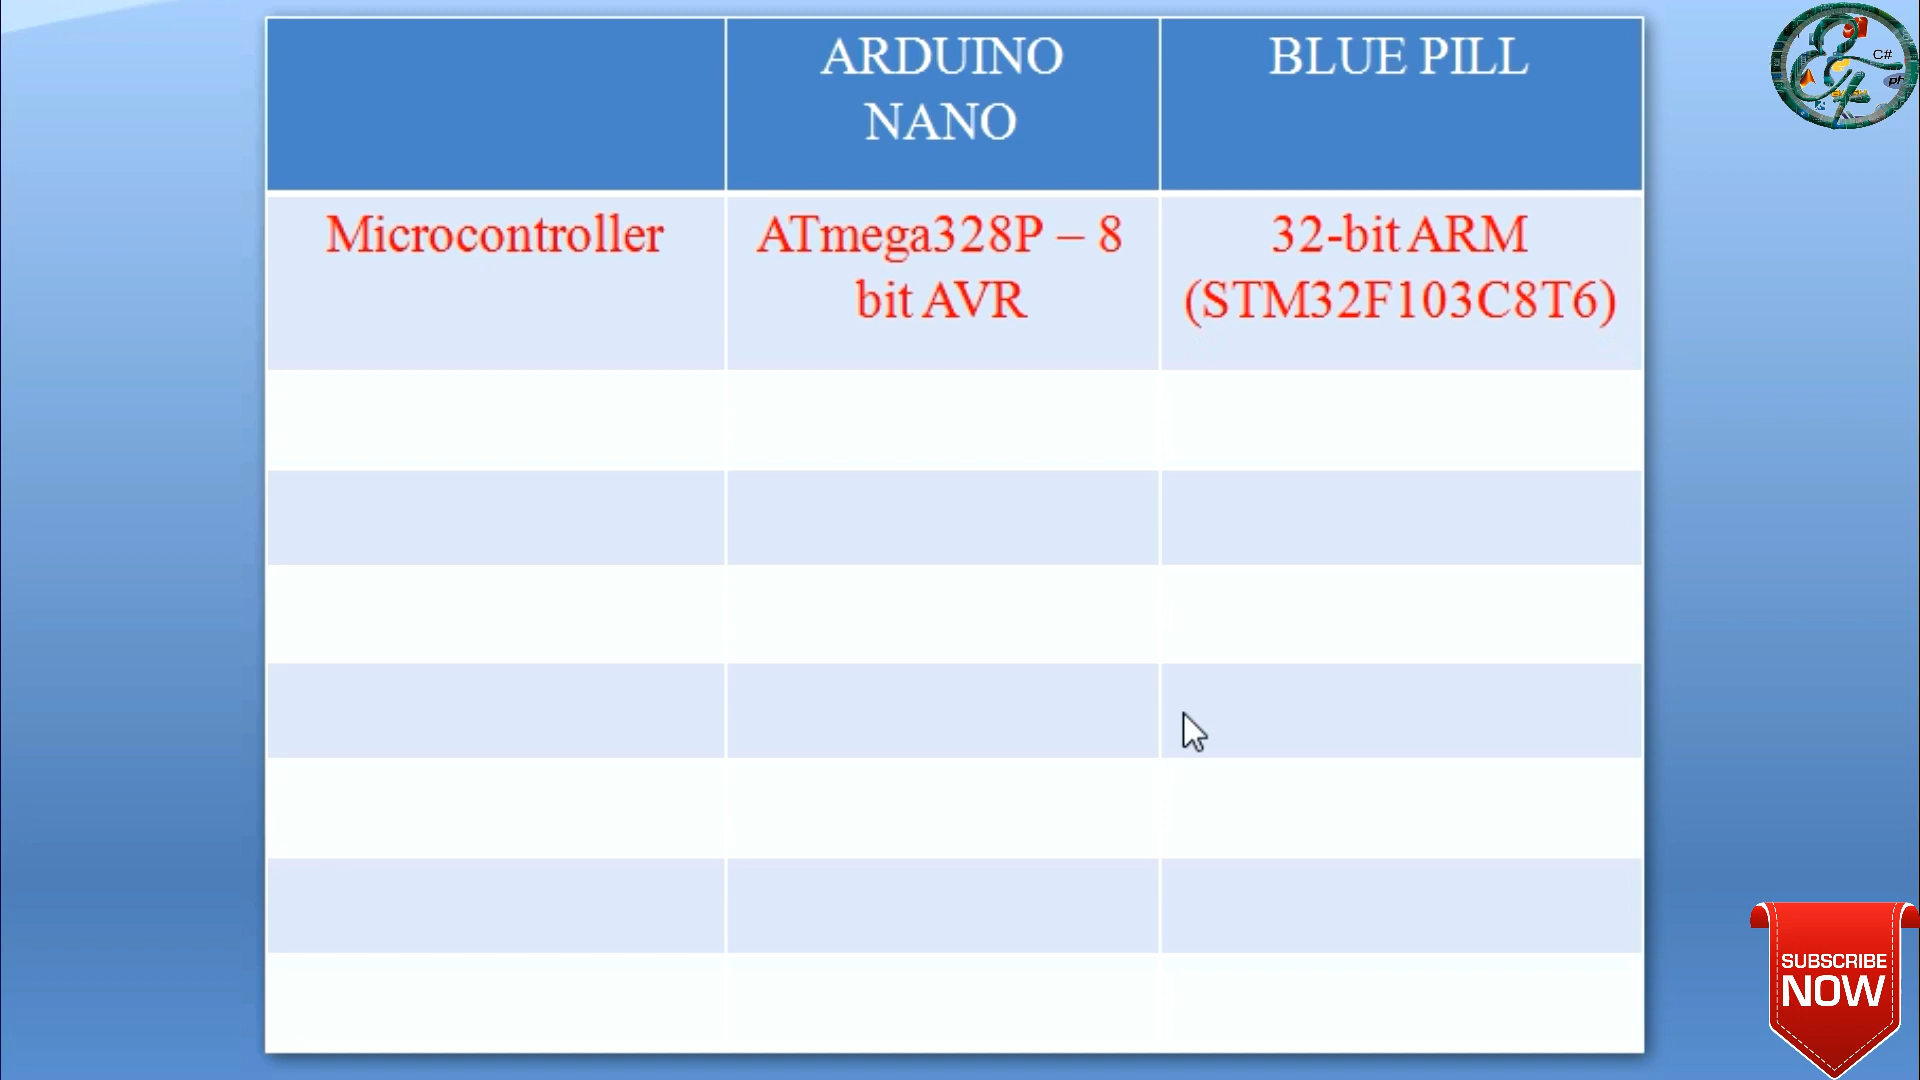 ARDUINO
NANO
BLUE PILL
Microcontroller
ATmega328P – 8
bit AVR
32-bit ARM
(STM32F103C8T6)
C#
SUBSCRIBE
NOW